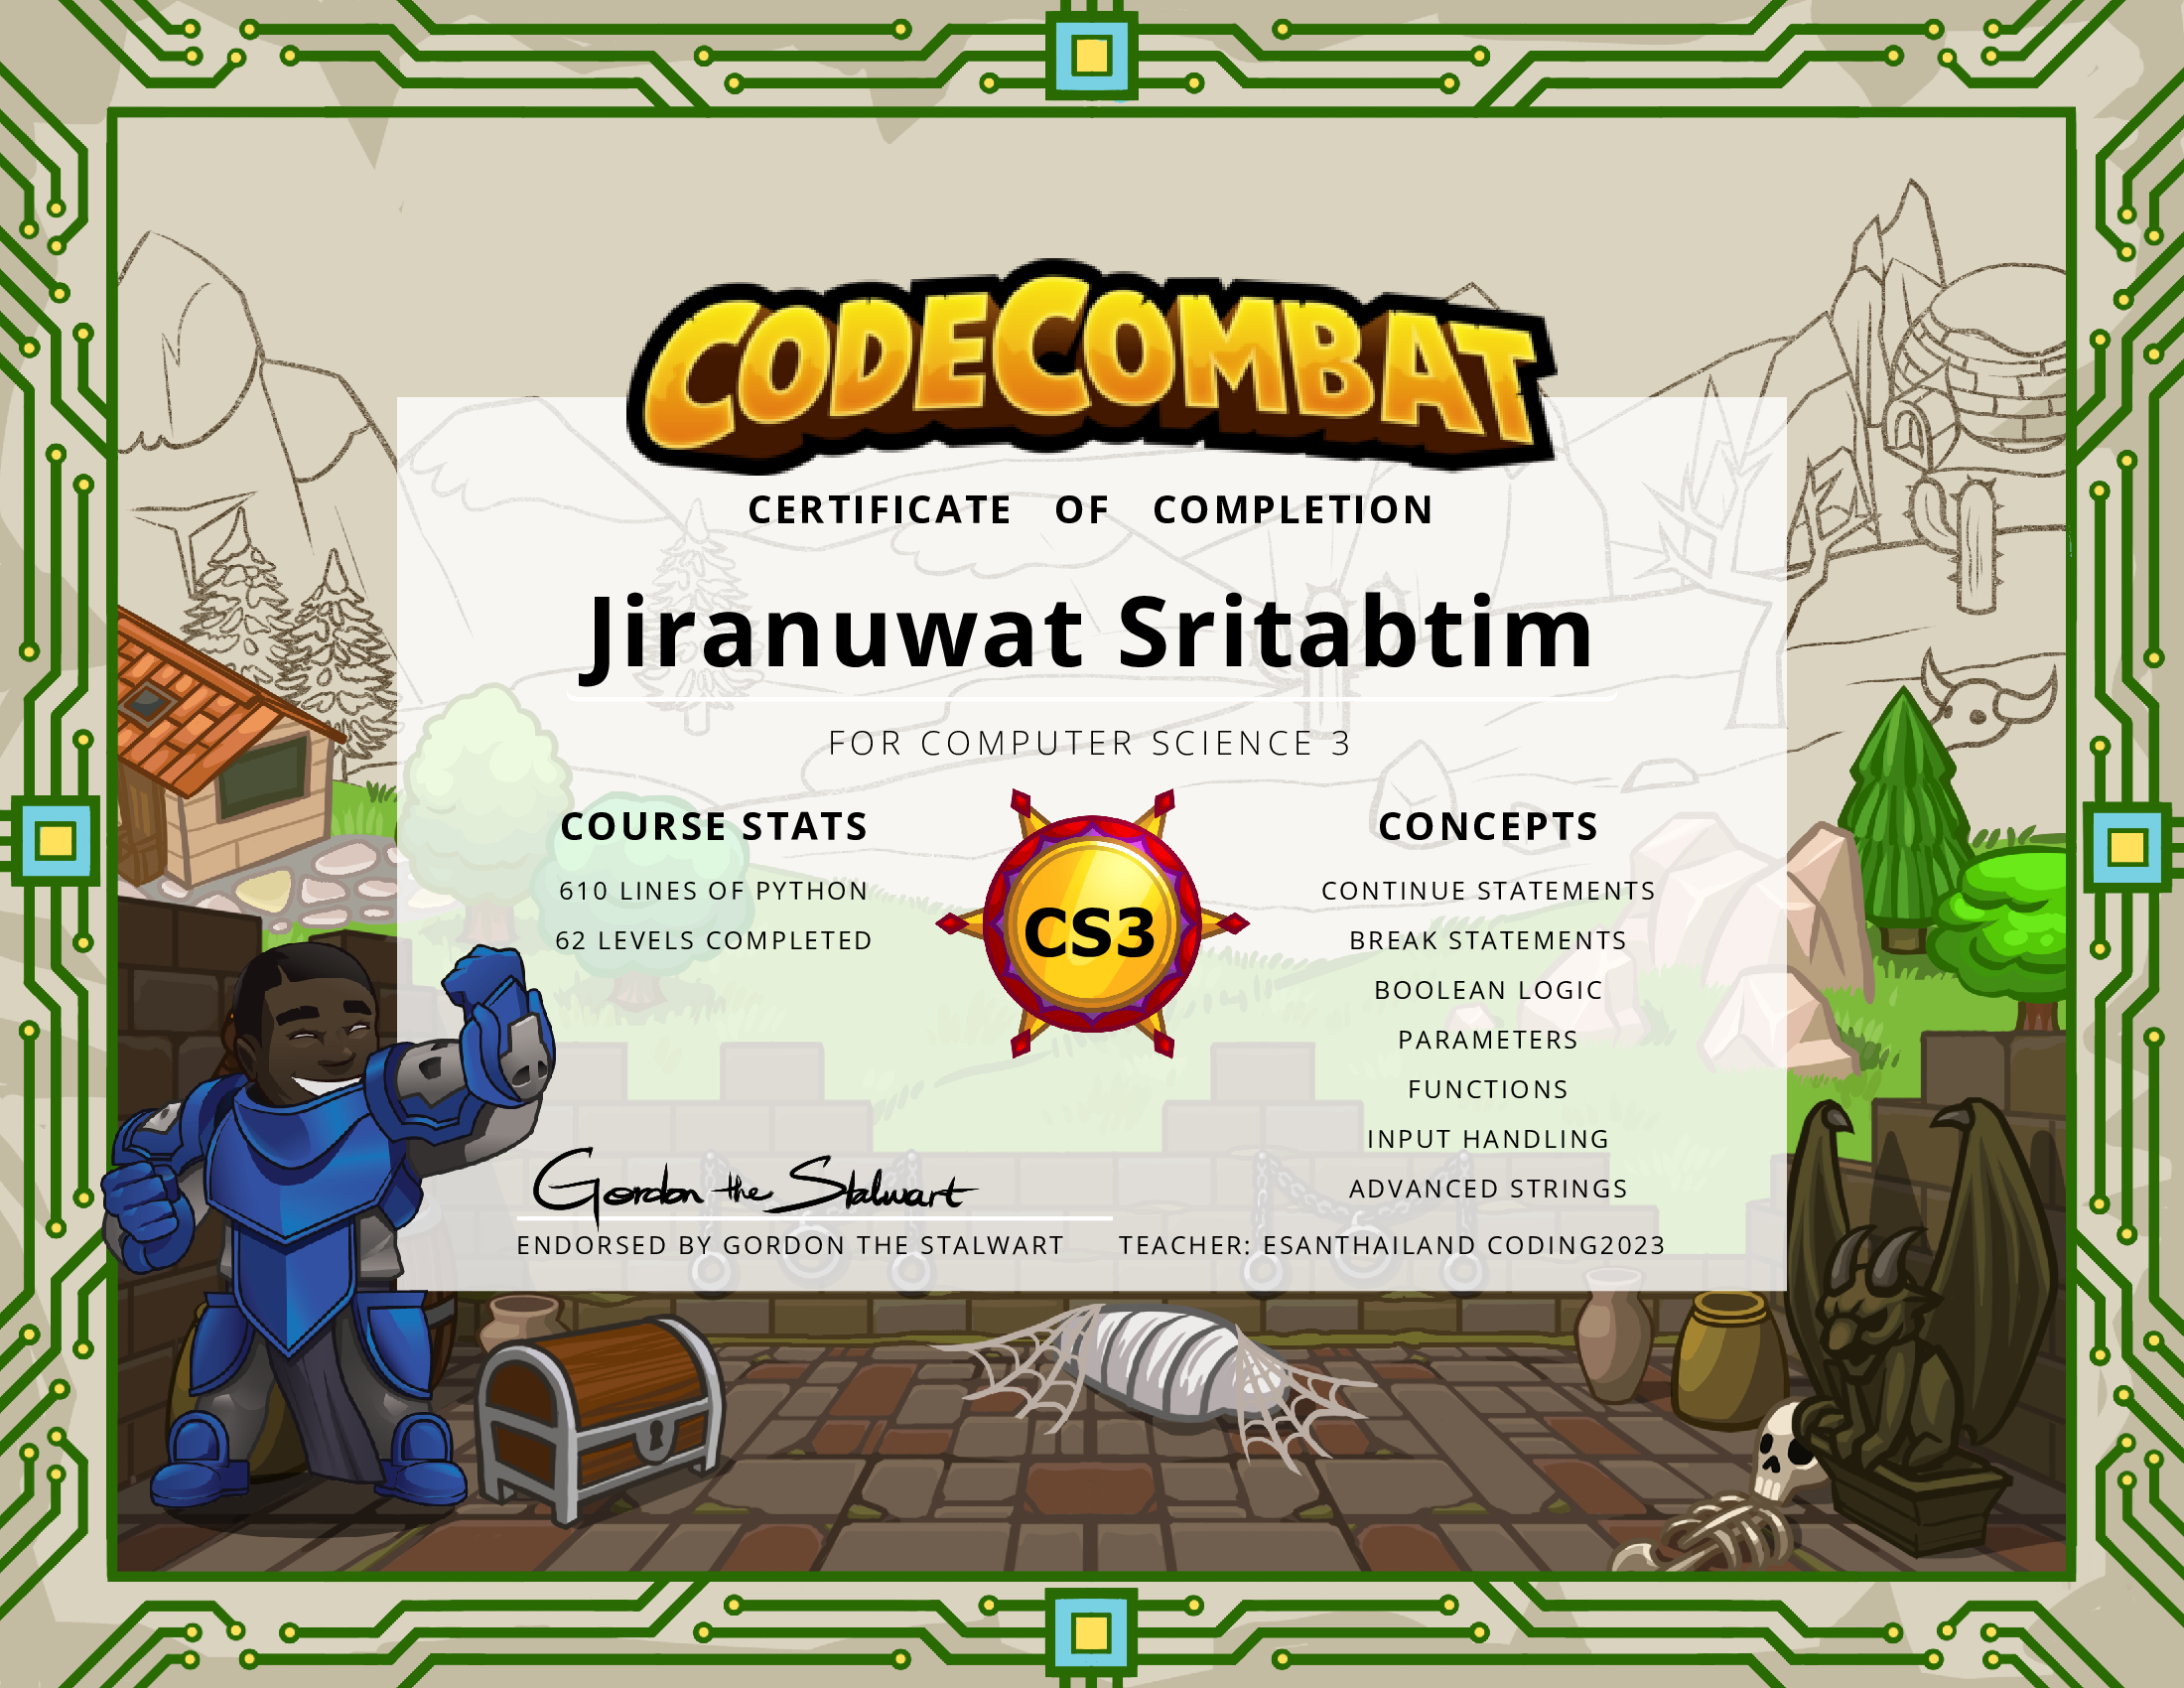 CODECOMBAT
CERTIFICATE OF COMPLETION
Jiranuwat Sritabtim
FOR COMPUTER SCIENCE 3
COURSE STATS
610 LINES OF PYTHON
62 LEVELS COMPLETED
CS3
CONCEPTS
CONTINUE STATEMENTS
BREAK STATEMENTS
BOOLEAN LOGIC
PARAMETERS
FUNCTIONS
INPUT HANDLING
ADVANCED STRINGS
Gordon the Stalwart
ENDORSED BY GORDON THE STALWART
TEACHER: ESANTHAILAND CODING2023